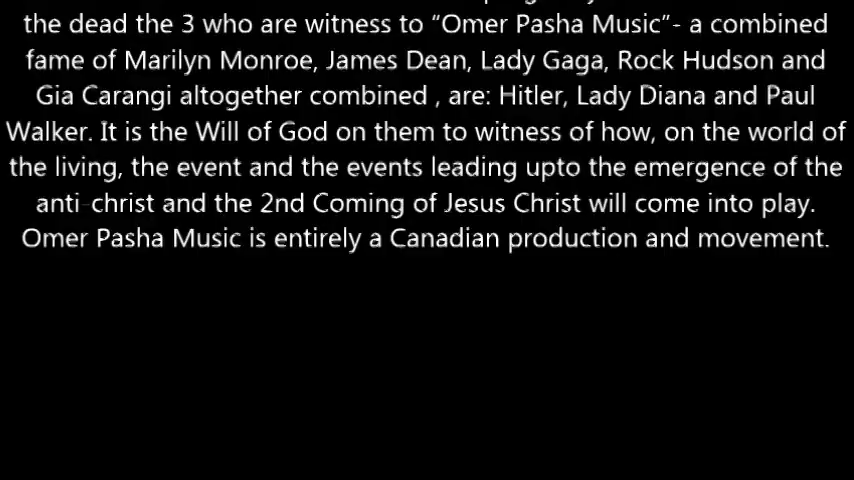 the dead the 3 who are witness to “Omer Pasha Music”- a combined
fame of Marilyn Monroe, James Dean, Lady Gaga, Rock Hudson and
Gia Carangi altogether combined , are: Hitler, Lady Diana and Paul
Walker. It is the Will of God on them to witness of how, on the world of
the living, the event and the events leading upto the emergence of the
anti-christ and the 2nd Coming of Jesus Christ will come into play.
Omer Pasha Music is entirely a Canadian production and movement.